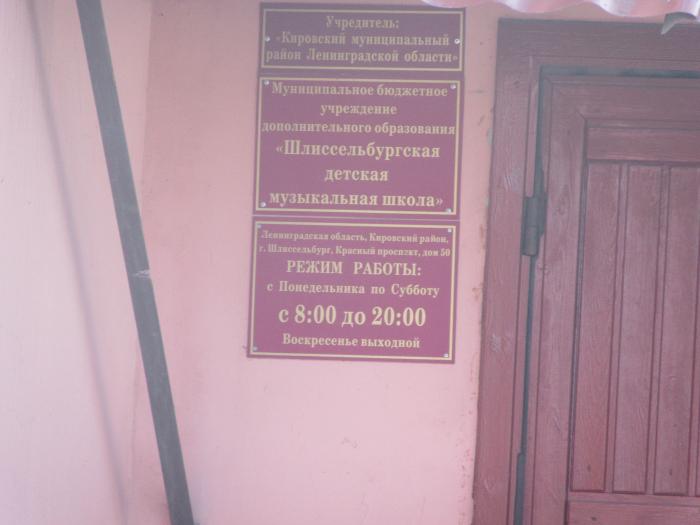 Учредитель:
«Кировский муниципальный
район Ленинградской области»
Муниципальное бюджетное
учреждение
дополнительного образования
«Шлиссельбургская
детская
музыкальная школа»
Ленинградская область, Кировский район,
г. Шлиссельбург, Красный проспект, дом 50
РЕЖИМ РАБОТЫ:
с Понедельника по Субботу
с 8:00 до 20:00
Воскресенье выходной